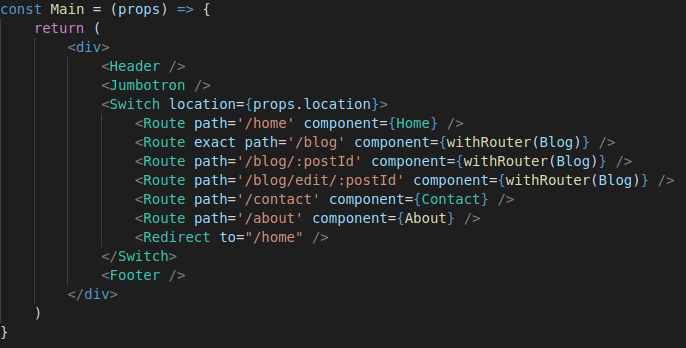 const Main = (props) => {
    return (
        <div>
            <Header />
            <Jumbotron />
            <Switch location={props.location}>
                <Route path='/home' component={Home} />
                <Route exact path='/blog' component={withRouter(Blog)} />
                <Route path='/blog/:postId' component={withRouter(Blog)} />
                <Route path='/blog/edit/:postId' component={withRouter(Blog)} />
                <Route path='/contact' component={Contact} />
                <Route path='/about' component={About} />
                <Redirect to="/home" />
            </Switch>
            <Footer />
        </div>
    )
}